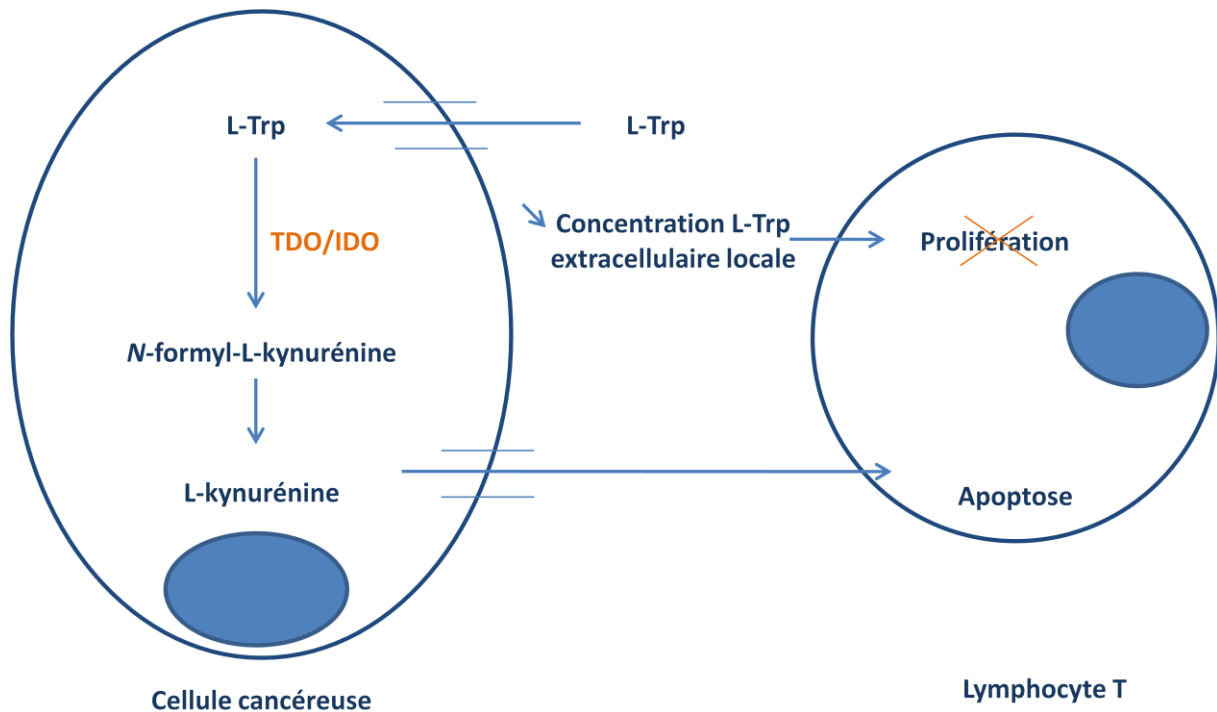 L-Trp
L-Trp
TDO/IDO
Concentration L-Trp
extracellulaire locale
Prolifération
N-formyl-L-kynurénine
L-kynurénine
Apoptose
Cellule cancéreuse
Lymphocyte T